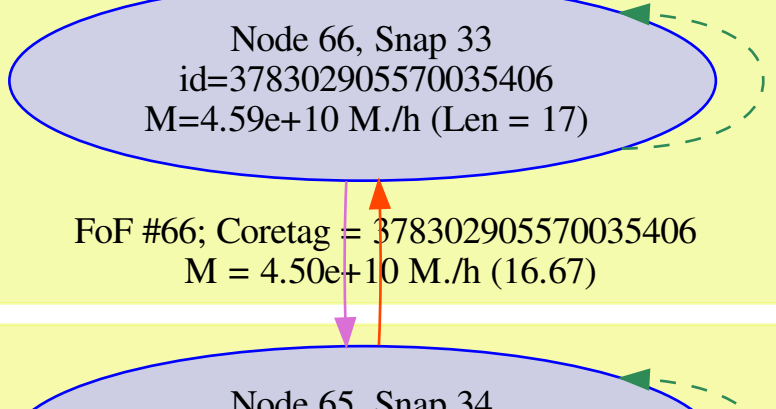 Node 66, Snap 33
id=378302905570035406
M=4.59e+10 M./h (Len = 17)
FoF #66; Coretag = 378302905570035406
M = 4.50e+10 M./h (16.67)
Node 65, Snap 34